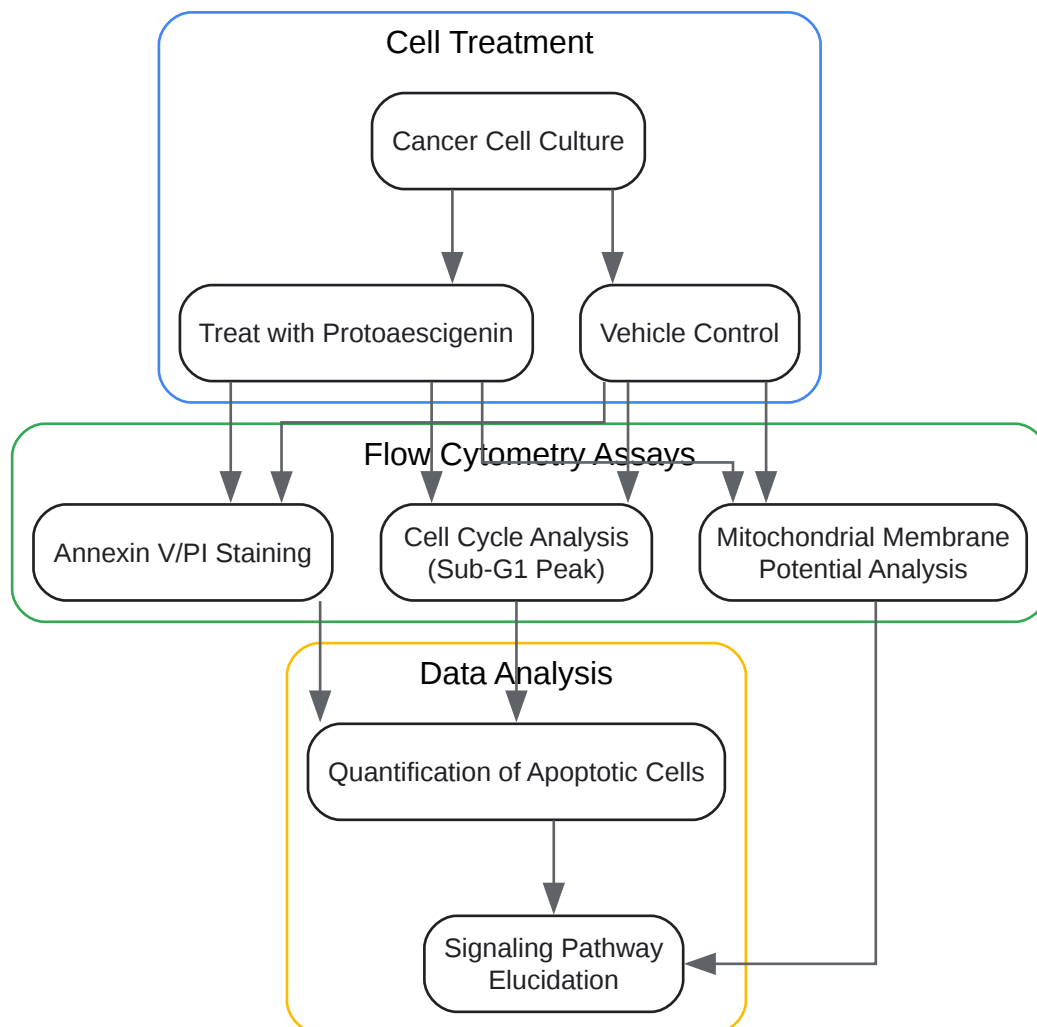 Cell Treatment
Cancer Cell Culture
Treat with Protoaescigenin
Vehicle Control
Flow Cytometry Assays
Annexin V/PI Staining
Cell Cycle Analysis
(Sub-G1 Peak)
Mitochondrial Membrane
Potential Analysis
Data Analysis
Quantification of Apoptotic Cells
Signaling Pathway
Elucidation